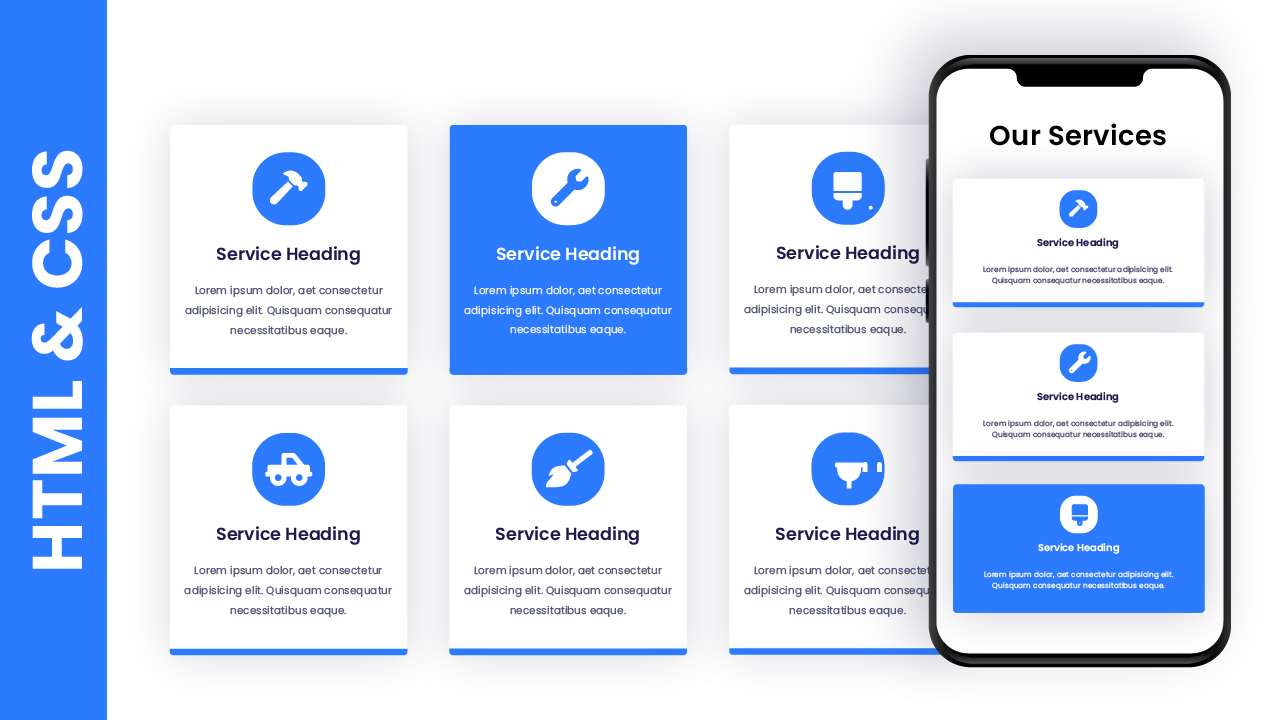 HTML & CSS
Service Heading
Lorem ipsum dolor, aet consectetur
adipisicing elit. Quisquam consequatur
necessitatibus eaque.
Service Heading
Lorem ipsum dolor, aet consectetur
adipisicing elit. Quisquam consequatur
necessitatibus eaque.
Service Heading
Lorem ipsum dolor, aet consecte
adipisicing elit. Quisquam consequ
necessitatibus eaque.
Service Heading
Lorem ipsum dolor, aet consectetur
adipisicing elit. Quisquam consequatur
necessitatibus eaque.
Service Heading
Lorem ipsum dolor, aet consectetur
adipisicing elit. Quisquam consequatur
necessitatibus eaque.
Service Heading
Lorem ipsum dolor, aet consecte
adipisicing elit. Quisquam consequ
necessitatibus eaque.
Our Services
Service Heading
Lorem ipsum dolor, aet consectetur adipisicing elit.
Quisquam consequatur necessitatibus eaque.
Service Heading
Lorem ipsum dolor, aet consectetur adipisicing elit.
Quisquam consequatur necessitatibus eaque.
Service Heading
Lorem ipsum dolor, aet consectetur adipisicing elit.
Quisquam consequatur necessitatibus eaque.